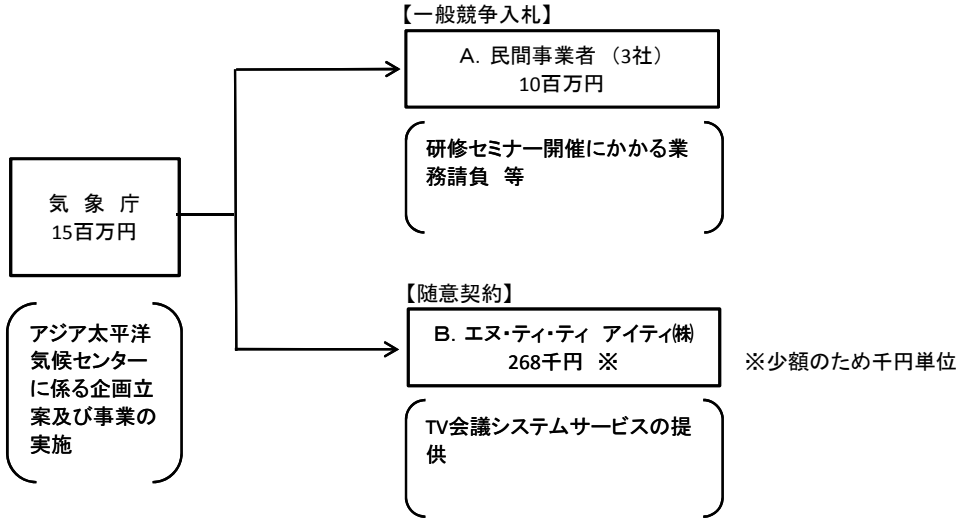 【一般競争入札】
A．民間事業者　（3社）
10百万円
研修セミナー開催にかかる業
務請負　等
気　象　庁
15百万円
アジア太平洋
気候センター
に係る企画立
案及び事業の
実施
【随意契約】
B．エヌ・ティ・ティ　アイティ㈱
268千円　※
※少額のため千円単位
TV会議システムサービスの提
供